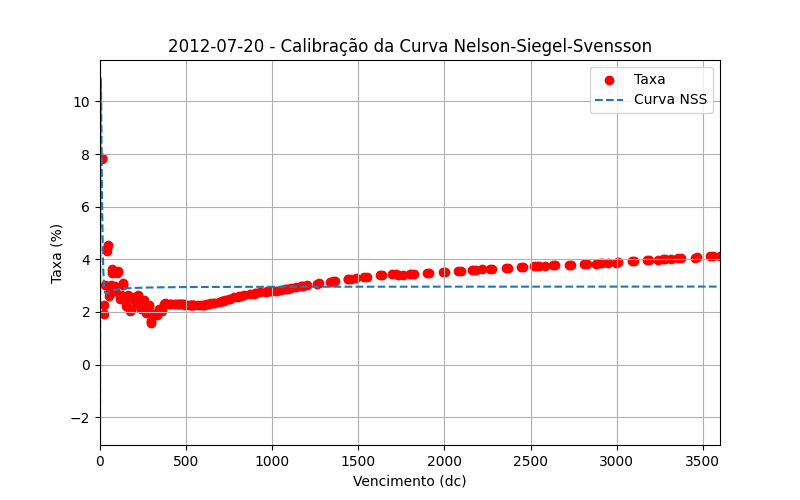 2012-07-20 - Calibração da Curva Nelson-Siegel-Svensson
Taxa
Curva NSS
Taxa (%)
10
8
6
4
2
0
−2
0 500 1000 1500 2000 2500 3000 3500
Vencimento (dc)